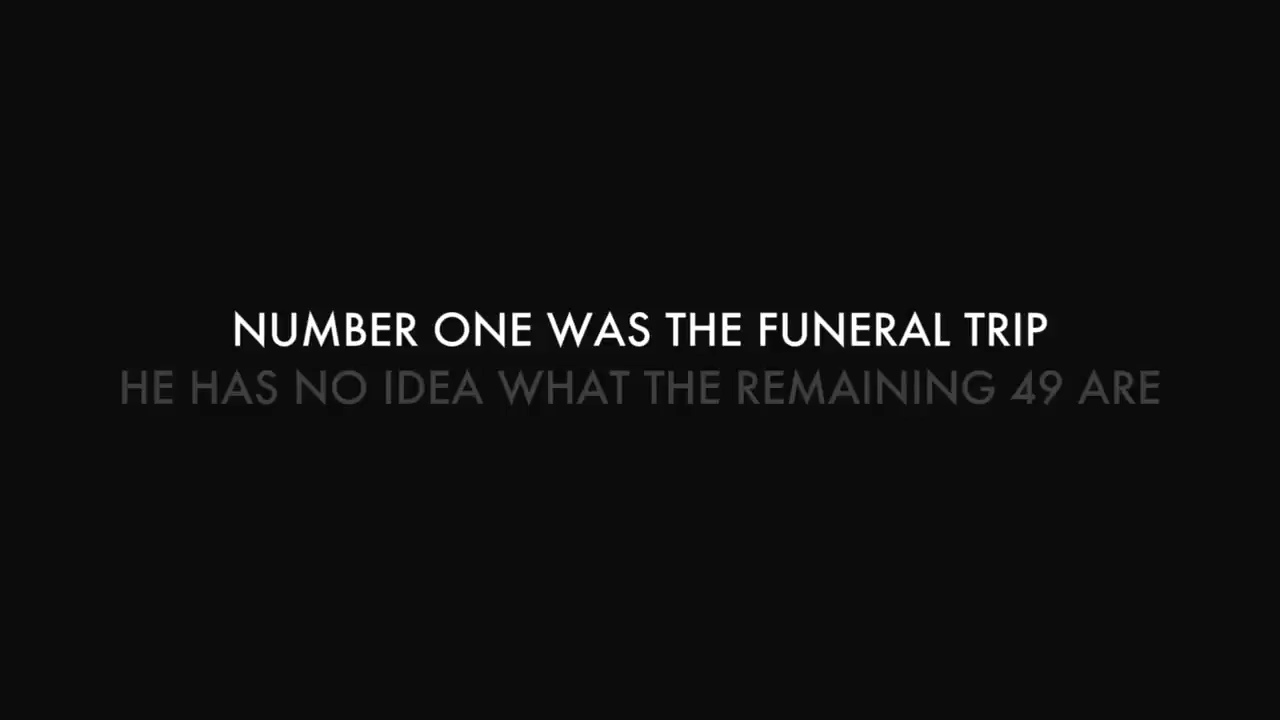 NUMBER ONE WAS THE FUNERAL TRIP
HE HAS NO IDEA WHAT THE REMAINING 49 ARE